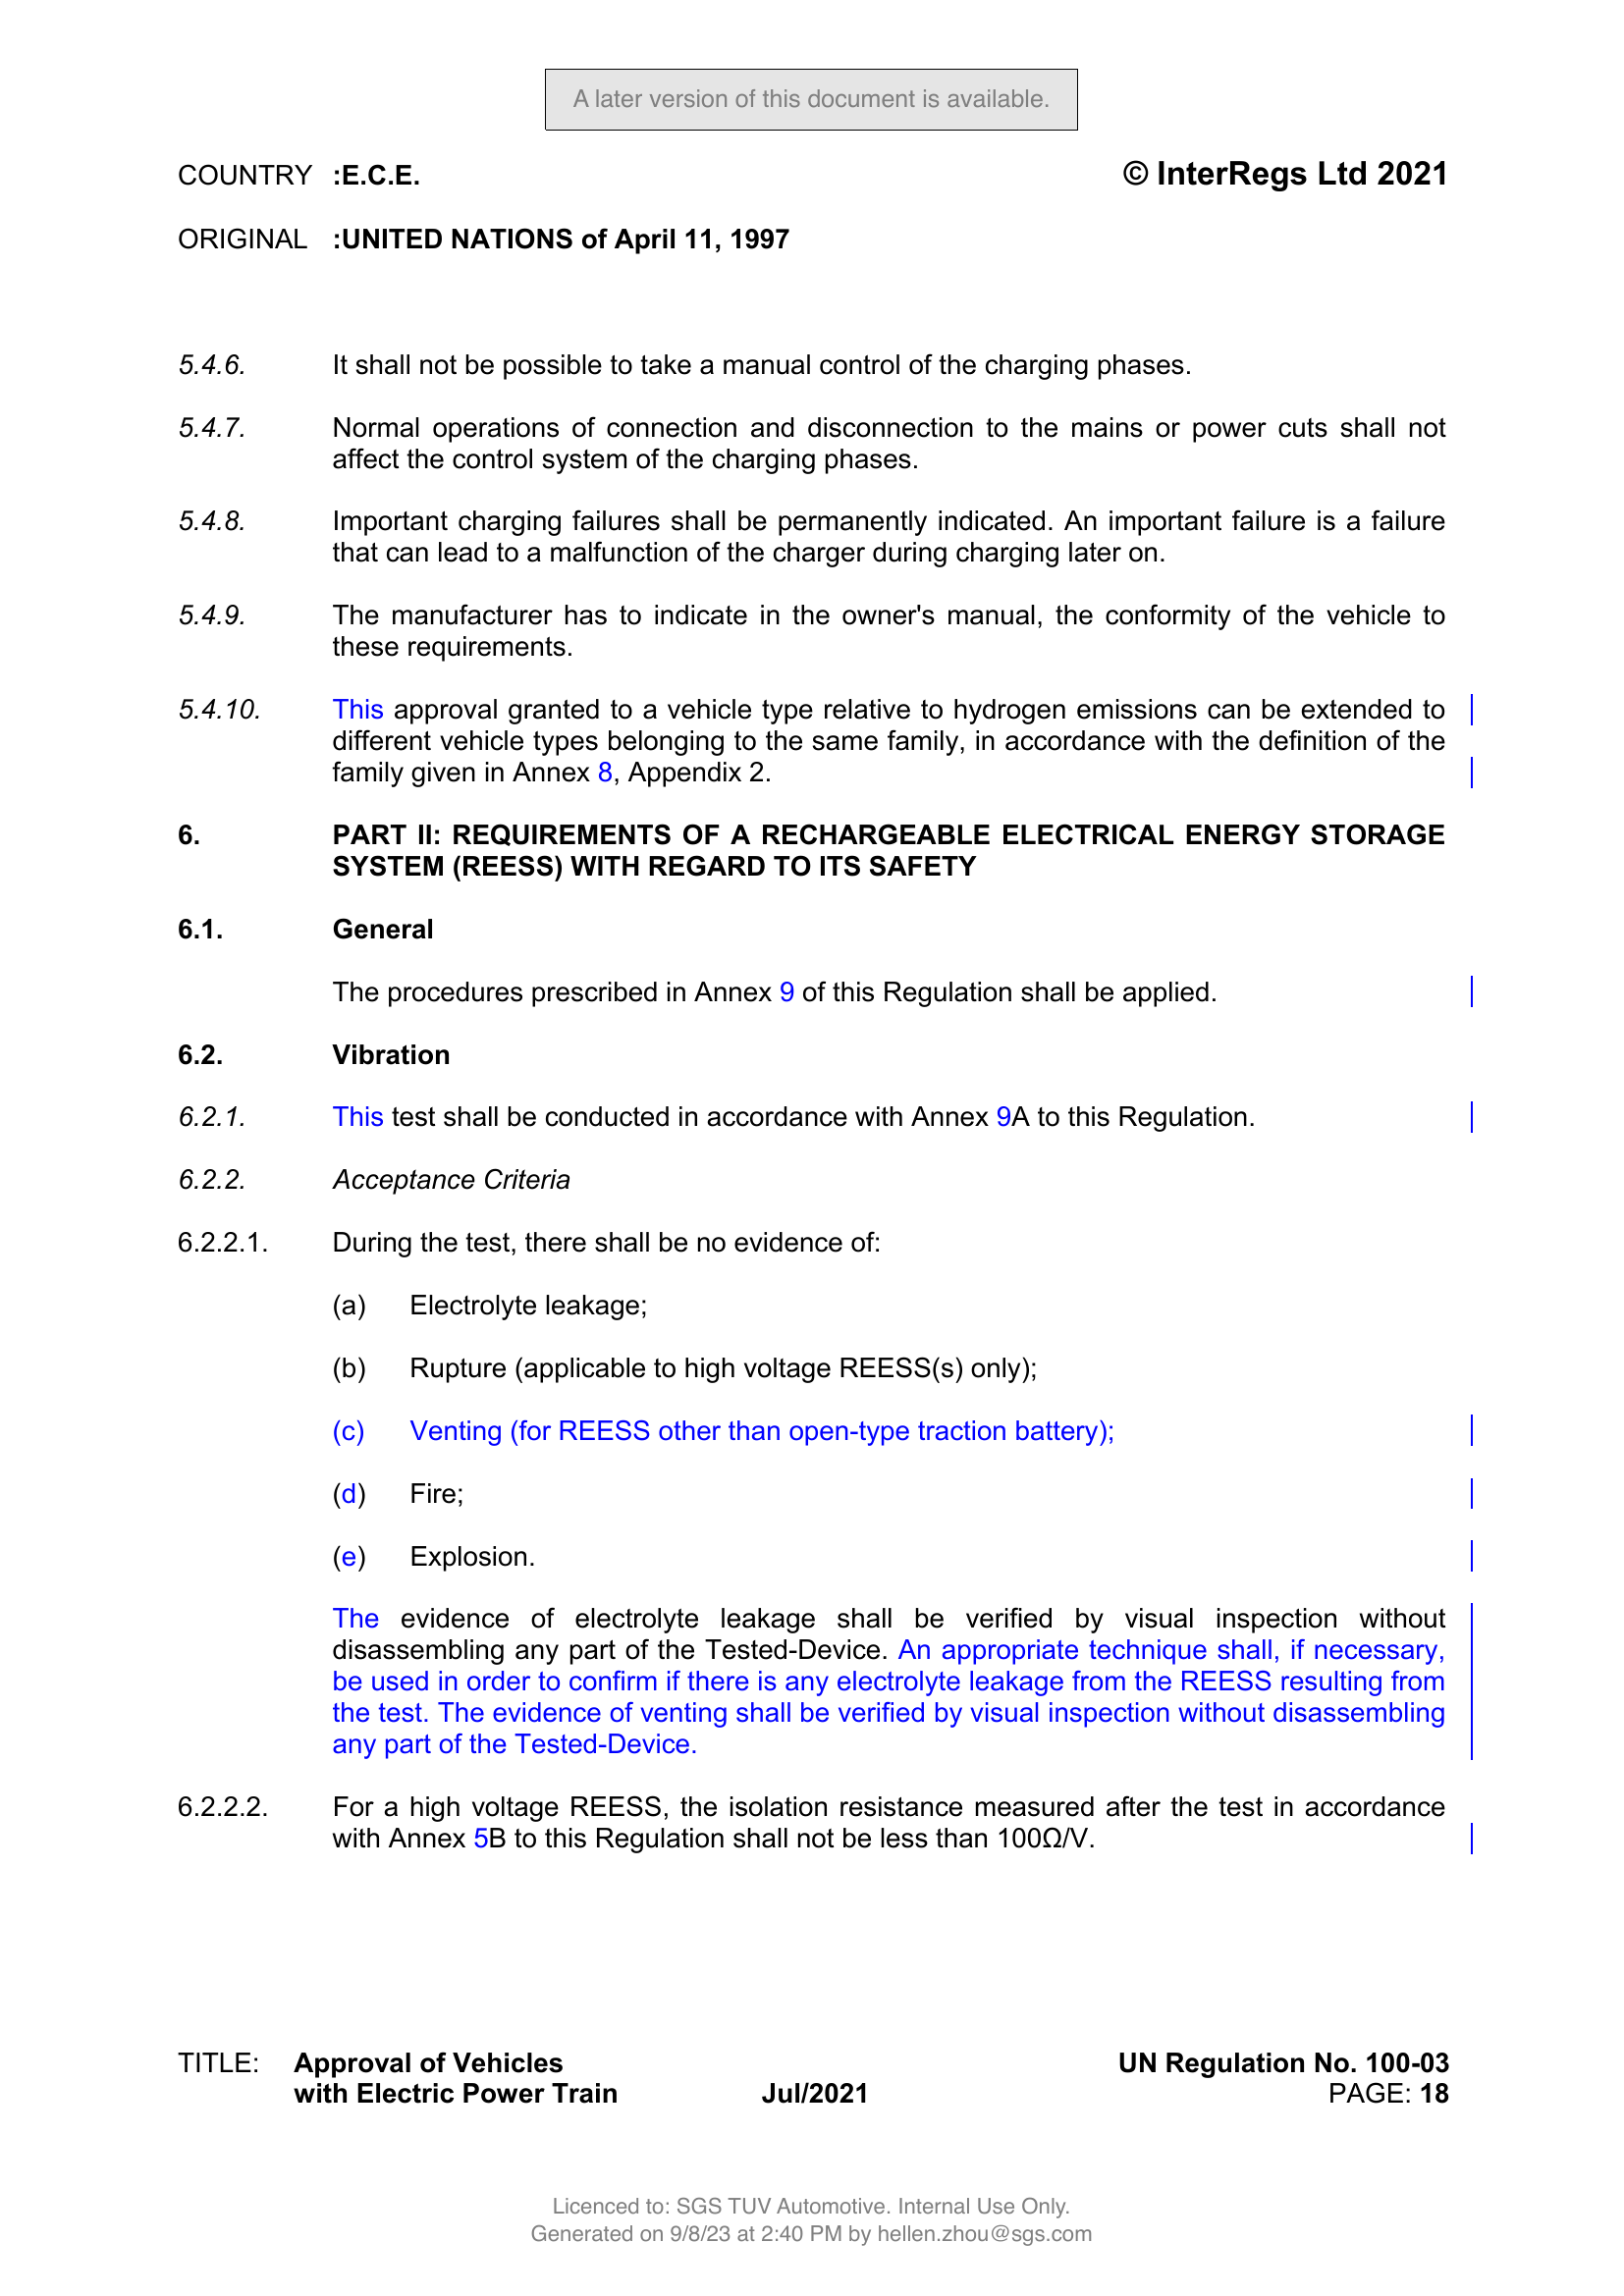 A later version of this document is available.
COUNTRY :E.C.E. © InterRegs Ltd 2021
ORIGINAL :UNITED NATIONS of April 11, 1997
5.4.6. It shall not be possible to take a manual control of the charging phases.
5.4.7. Normal operations of connection and disconnection to the mains or power cuts shall not
affect the control system of the charging phases.
5.4.8. Important charging failures shall be permanently indicated. An important failure is a failure
that can lead to a malfunction of the charger during charging later on.
5.4.9. The manufacturer has to indicate in the owner's manual, the conformity of the vehicle to
these requirements.
5.4.10. This approval granted to a vehicle type relative to hydrogen emissions can be extended to
different vehicle types belonging to the same family, in accordance with the definition of the
family given in Annex 8, Appendix 2.
6. PART II: REQUIREMENTS OF A RECHARGEABLE ELECTRICAL ENERGY STORAGE
SYSTEM (REESS) WITH REGARD TO ITS SAFETY
6.1. General
The procedures prescribed in Annex 9 of this Regulation shall be applied.
6.2. Vibration
6.2.1. This test shall be conducted in accordance with Annex 9A to this Regulation.
6.2.2. Acceptance Criteria
6.2.2.1. During the test, there shall be no evidence of:
(a) Electrolyte leakage;
(b) Rupture (applicable to high voltage REESS(s) only);
(c) Venting (for REESS other than open-type traction battery);
(d) Fire;
(e) Explosion.
The evidence of electrolyte leakage shall be verified by visual inspection without
disassembling any part of the Tested-Device. An appropriate technique shall, if necessary,
be used in order to confirm if there is any electrolyte leakage from the REESS resulting from
the test. The evidence of venting shall be verified by visual inspection without disassembling
any part of the Tested-Device.
6.2.2.2. For a high voltage REESS, the isolation resistance measured after the test in accordance
with Annex 5B to this Regulation shall not be less than 100Ω/V.
TITLE: Approval of Vehicles UN Regulation No. 100-03
with Electric Power Train Jul/2021 PAGE: 18
Licenced to: SGS TUV Automotive. Internal Use Only.
Generated on 9/8/23 at 2:40 PM by hellen.zhou@sgs.com